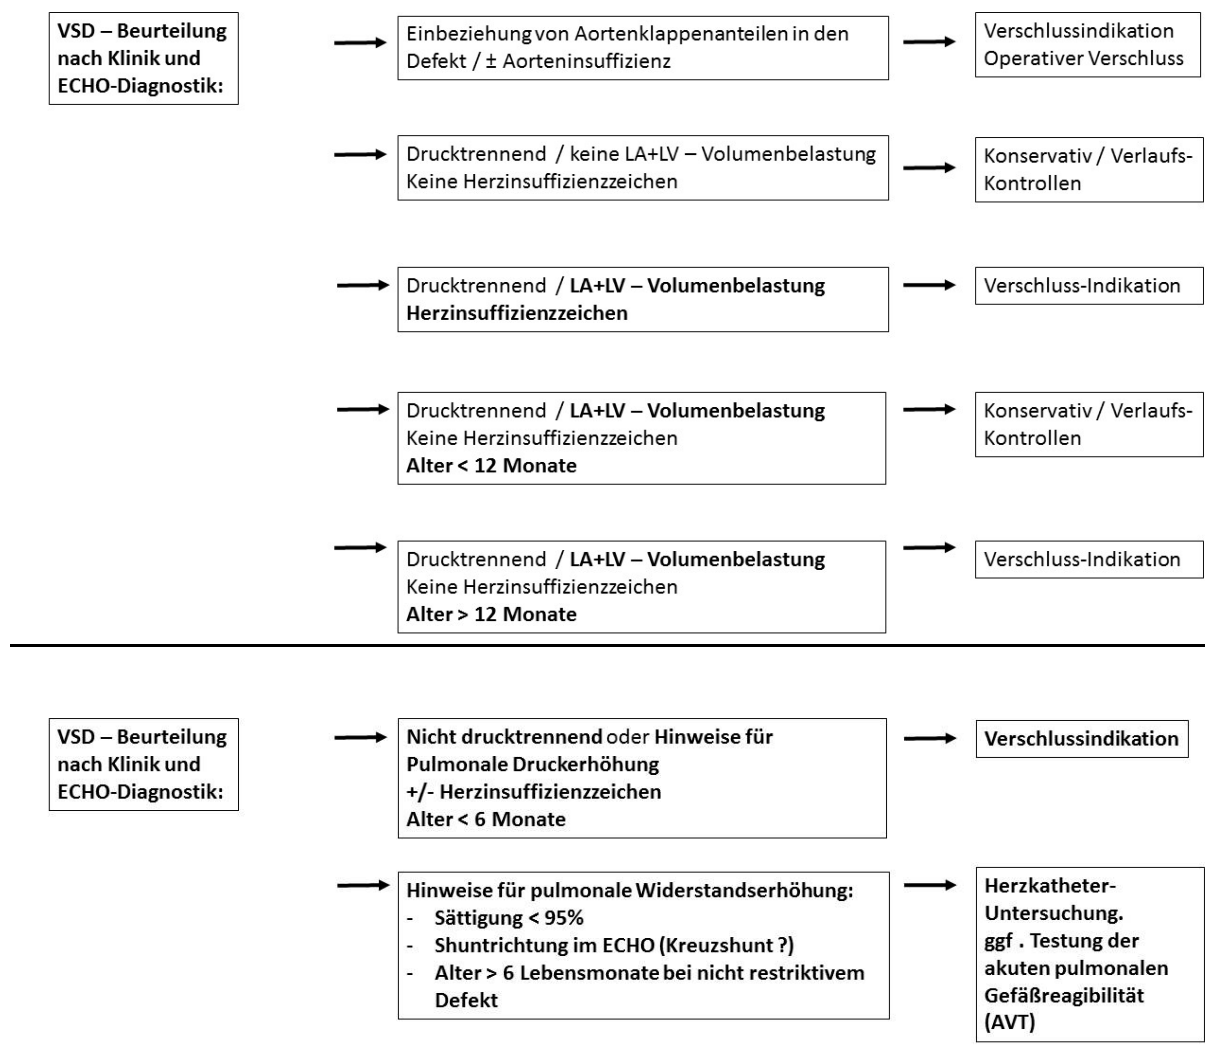 VSD – Beurteilung
nach Klinik und
ECHO-Diagnostik:
Einbeziehung von Aortenklappenanteilen in den
Defekt / ± Aorteninsuffizienz
Verschlussindikation
Operativer Verschluss
Drucktrennend / keine LA+LV – Volumenbelastung
Keine Herzinsuffizienzzeichen
Konservativ / Verlaufs-
Kontrollen
Drucktrennend / LA+LV – Volumenbelastung
Herzinsuffizienzzeichen
Verschluss-Indikation
Drucktrennend / LA+LV – Volumenbelastung
Keine Herzinsuffizienzzeichen
Alter < 12 Monate
Konservativ / Verlaufs-
Kontrollen
Drucktrennend / LA+LV – Volumenbelastung
Keine Herzinsuffizienzzeichen
Alter > 12 Monate
Verschluss-Indikation
VSD – Beurteilung
nach Klinik und
ECHO-Diagnostik:
Nicht drucktrennend oder Hinweise für
Pulmonale Druckerhöhung
+/- Herzinsuffizienzzeichen
Alter < 6 Monate
Verschlussindikation
Hinweise für pulmonale Widerstandserhöhung:
- Sättigung < 95%
- Shuntrichtung im ECHO (Kreuzshunt ?)
- Alter > 6 Lebensmonate bei nicht restriktivem
Defekt
Herzkatheter-
Untersuchung.
ggf . Testung der
akuten pulmonalen
Gefäßreagibilität
(AVT)